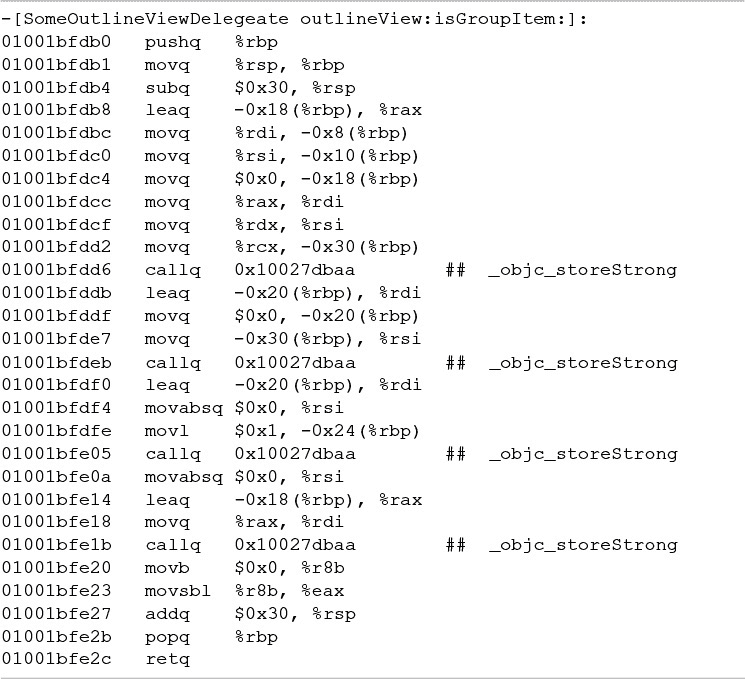 -[SomeOutlineViewDelegeate outlineView:isGroupItem:]:
01001bfdb0 pushq %rbp
01001bfdb1 movq %rsp, %rbp
01001bfdb4 subq $0x30, %rsp
01001bfdb8 leaq -0x18(%rbp), %rax
01001bfdbc movq %rdi, -0x8(%rbp)
01001bfdc0 movq %rsi, -0x10(%rbp)
01001bfdc4 movq $0x0, -0x18(%rbp)
01001bfdcc movq %rax, %rdi
01001bfdcf movq %rdx, %rsi
01001bfdd2 movq %rcx, -0x30(%rbp)
01001bfdd6 callq 0x10027dbaa ## _objc_storeStrong
01001bfddb leaq -0x20(%rbp), %rdi
01001bfddf movq $0x0, -0x20(%rbp)
01001bfde7 movq -0x30(%rbp), %rsi
01001bfdeb callq 0x10027dbaa ## _objc_storeStrong
01001bfdf0 leaq -0x20(%rbp), %rdi
01001bfdf4 movabsq $0x0, %rsi
01001bfdfe movl $0x1, -0x24(%rbp)
01001bfe05 callq 0x10027dbaa ## _objc_storeStrong
01001bfe0a movabsq $0x0, %rsi
01001bfe14 leaq -0x18(%rbp), %rax
01001bfe18 movq %rax, %rdi
01001bfe1b callq 0x10027dbaa ## _objc_storeStrong
01001bfe20 movb $0x0, %r8b
01001bfe23 movsbl %r8b, %eax
01001bfe27 addq $0x30, %rsp
01001bfe2b popq %rbp
01001bfe2c retq